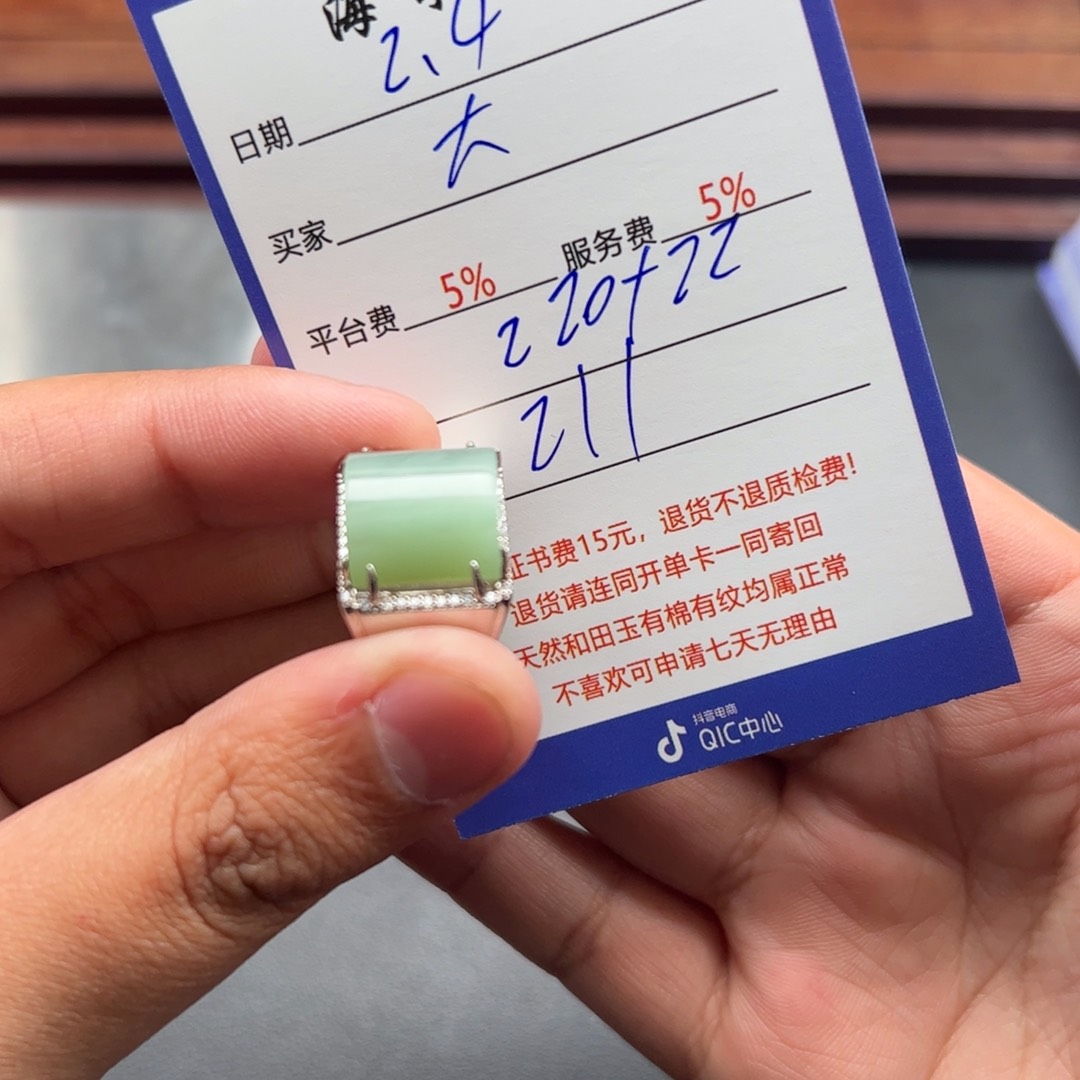 海
2、4
日期
大
买家
平台费 5% 服务费 5%
220+22
211
证书费15元，退货不退质检费!
退货请连同开单卡一同寄回
天然和田玉有棉有纹均属正常
不喜欢可申请七天无理由
抖音电商
QIC中心